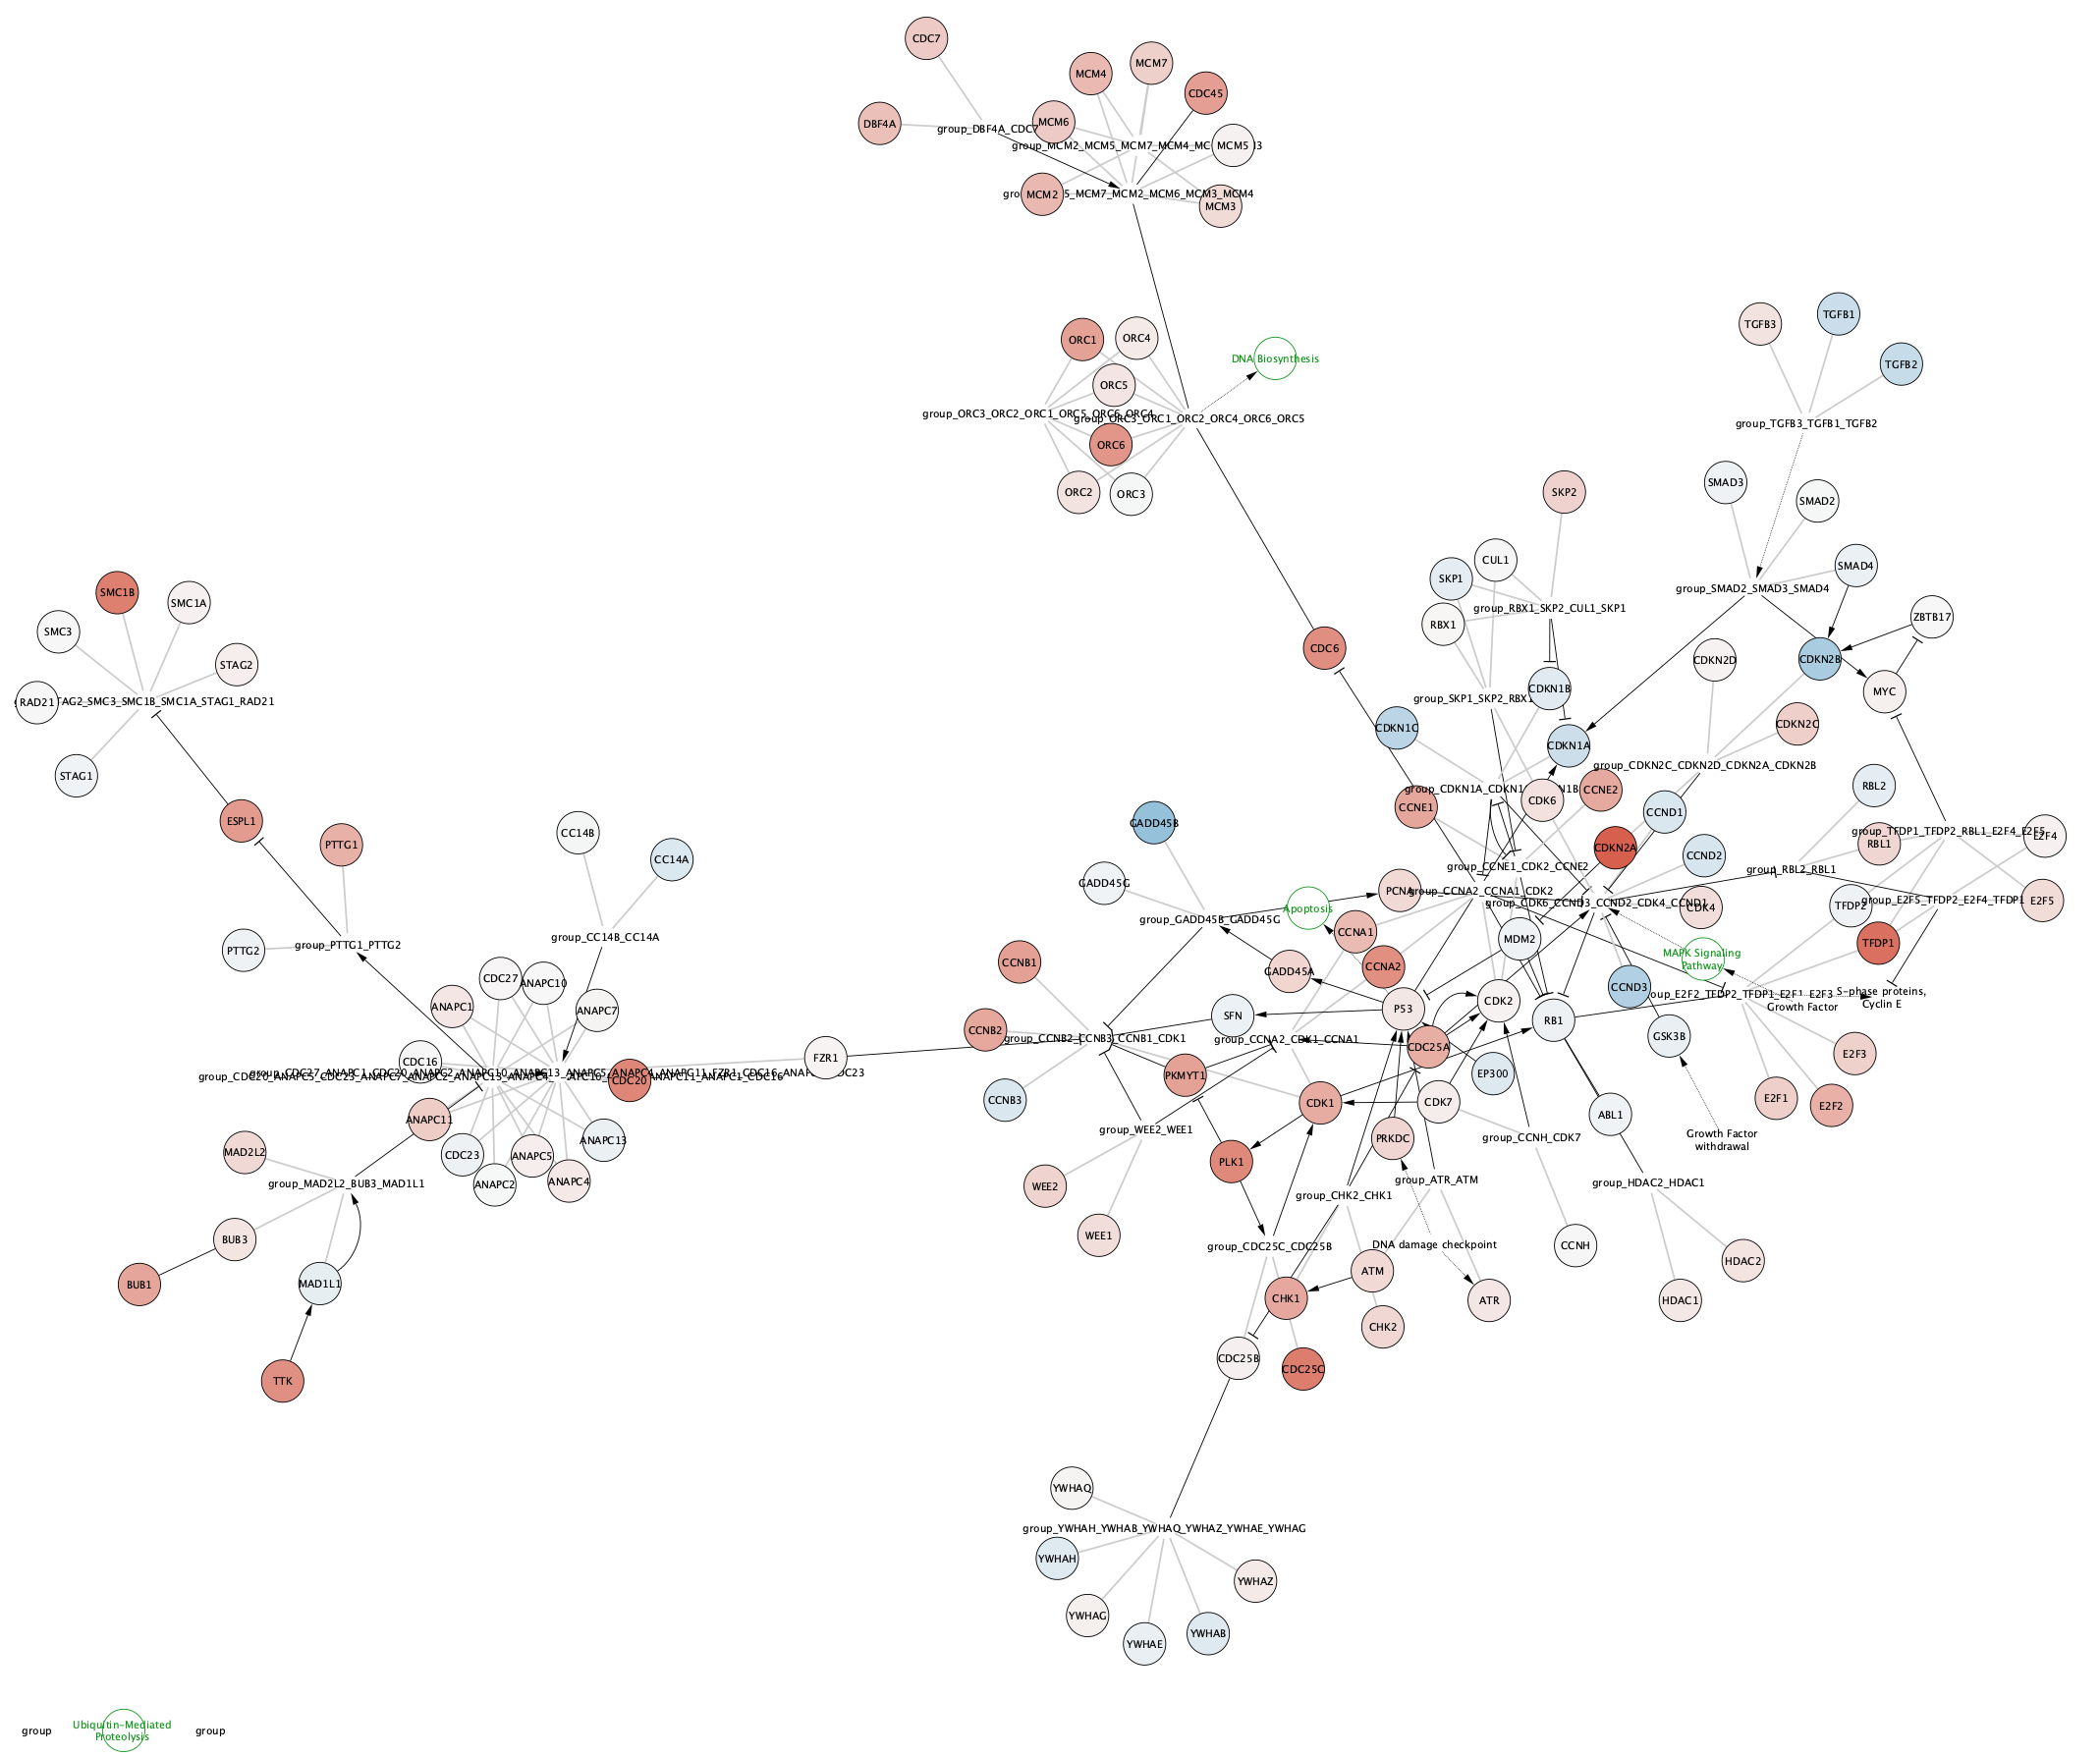 CDC7
MCM7
MCM4
CDC45
MCM6
DBF4A
group_DBF4A_CDC7
MCM5
group_MCM2_MCM5_MCM7_MCM4_MC
MCM2
5_MCM7_MCM2_MCM6_MCM3_MCM4
MCM3
TGFB1
TGFB3
ORC1
ORC4
DNA Biosynthesis
TGFB2
ORC5
group_ORC3_ORC2_ORC1_ORC5_ORC6_ORC4
group_ORC3_ORC1_ORC2_ORC4_ORC6_ORC5
group_TGFB3_TGFB1_TGFB2
ORC6
SMAD3
ORC2
ORC3
SKP2
SMAD2
CUL1
SMAD4
SKP1
SMC1B
group_SMAD2_SMAD3_SMAD4
SMC1A
group_RBX1_SKP2_CUL1_SKP1
ZBTB17
RBX1
SMC3
CDC6
CDKN2D
CDKN2B
STAG2
CDKN1B
MYC
group_SKP1_SKP2_RBX1
RAD21
TAG2_SMC3_SMC1B_SMC1A_STAG1_RAD21
CDKN2C
CDKN1C
CDKN1A
group_CDKN2C_CDKN2D_CDKN2A_CDKN2B
STAG1
RBL2
group_CDKN1A_CDKN1
N1B
CCNE2
CDK6
CCNE1
CCND1
ESPL1
GADD45B
CC14B
group_TFDP1_TFDP2_RBL1_E2F4_E2F5
E2F4
PTTG1
RBL1
CDKN2A
CCND2
CC14A
group_CCNE1_CDK2_CCNE2
group_RBL2_RBL1
GADD45G
PCNA
group_CCNA2_CCNA1_CDK2
group_E2F5_TFDP2_E2F4_TFDP1
E2F5
group_CDK6_CCND3_CCND2_CDK4_CCND1
CDK4
TFDP2
Apoptosis
group_GADD45B_GADD45G
CCNA1
group_CC14B_CC14A
MDM2
TFDP1
group_PTTG1_PTTG2
PTTG2
MAPK Signaling
Pathway
CCNB1
CCNA2
GADD45A
CDC27
ANAPC10
CCND3
S-phase proteins,
Cyclin E
oup_E2F2_TFDP2_TFDP1_E2F1_E2F3
Growth Factor
ANAPC1
ANAPC7
P53
CDK2
SFN
RB1
CCNB2
group_CCNB2_CCNB3_CCNB1_CDK1
group_CCNA2_CDK1_CCNA1
GSK3B
CDC25A
E2F3
FZR1
CDC16
EP300
PKMYT1
CDC20
CCNB3
E2F1
E2F2
CDK1
CDK7
ABL1
ANAPC11
group_WEE2_WEE1
Growth Factor
withdrawal
PRKDC
group_CCNH_CDK7
ANAPC13
MAD2L2
CDC23
ANAPC5
PLK1
group_MAD2L2_BUB3_MAD1L1
ANAPC2
ANAPC4
WEE2
group_CHK2_CHK1
group_ATR_ATM
group_HDAC2_HDAC1
BUB3
WEE1
group_CDC25C_CDC25B
DNA damage checkpoint
CCNH
HDAC2
BUB1
MAD1L1
ATM
CHK1
ATR
HDAC1
CHK2
CDC25B
CDC25C
TTK
YWHAQ
group_YWHAH_YWHAB_YWHAQ_YWHAZ_YWHAE_YWHAG
YWHAH
YWHAZ
YWHAG
YWHAB
YWHAE
group
Ubiquitin-Mediated
Proteolysis
group